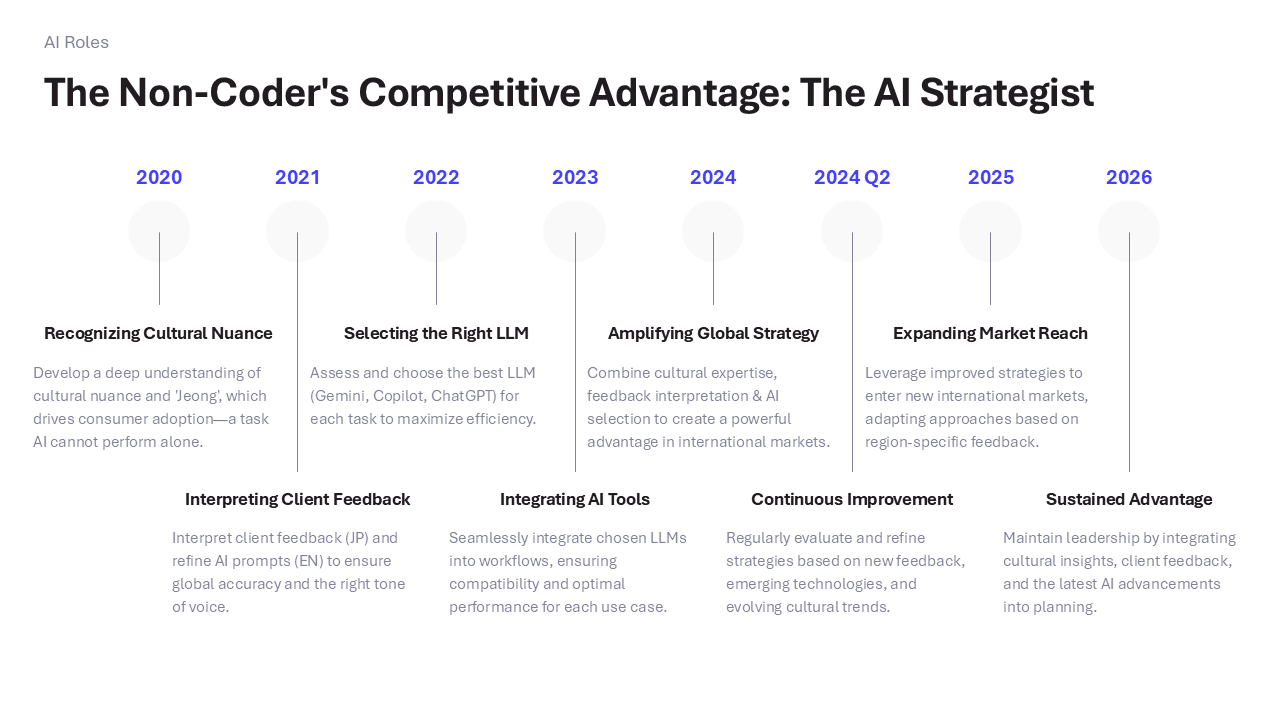 AI Roles
The Non-Coder's Competitive Advantage: The AI Strategist
2020
2021
2022
2023
2024
2024 Q2
2025
2026
Recognizing Cultural Nuance
Develop a deep understanding of
cultural nuance and 'Jeong', which
drives consumer adoption—a task
AI cannot perform alone.
Selecting the Right LLM
Assess and choose the best LLM
(Gemini, Copilot, ChatGPT) for
each task to maximize efficiency.
Amplifying Global Strategy
Combine cultural expertise,
feedback interpretation & AI
selection to create a powerful
advantage in international markets.
Expanding Market Reach
Leverage improved strategies to
enter new international markets,
adapting approaches based on
region-specific feedback.
Interpreting Client Feedback
Interpret client feedback (JP) and
refine AI prompts (EN) to ensure
global accuracy and the right tone
of voice.
Integrating AI Tools
Seamlessly integrate chosen LLMs
into workflows, ensuring
compatibility and optimal
performance for each use case.
Continuous Improvement
Regularly evaluate and refine
strategies based on new feedback,
emerging technologies, and
evolving cultural trends.
Sustained Advantage
Maintain leadership by integrating
cultural insights, client feedback,
and the latest AI advancements
into planning.